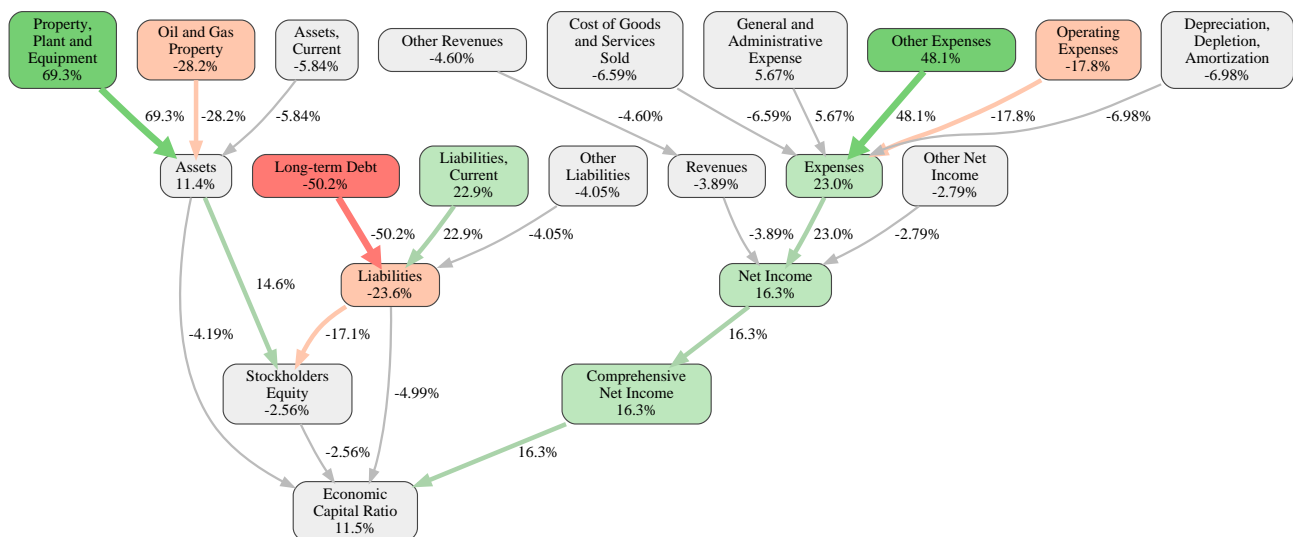 Property,
Plant and
Equipment
69.3%
Oil and Gas
Property
-28.2%
Assets,
Current
-5.84%
Other Revenues
-4.60%
Cost of Goods
and Services
Sold
-6.59%
General and
Administrative
Expense
5.67%
Other Expenses
48.1%
Operating
Expenses
-17.8%
Depreciation,
Depletion,
Amortization
-6.98%
69.3%
-28.2%
-5.84%
-4.60%
-6.59%
5.67%
48.1%
-17.8%
-6.98%
Assets
11.4%
Long-term Debt
-50.2%
Liabilities,
Current
22.9%
Other
Liabilities
-4.05%
Revenues
-3.89%
Expenses
23.0%
Other Net
Income
-2.79%
-50.2%
22.9%
-4.05%
-3.89%
23.0%
-2.79%
14.6%
Liabilities
-23.6%
Net Income
16.3%
-4.19%
-17.1%
16.3%
Stockholders
Equity
-2.56%
-4.99%
Comprehensive
Net Income
16.3%
-2.56%
16.3%
Economic
Capital Ratio
11.5%